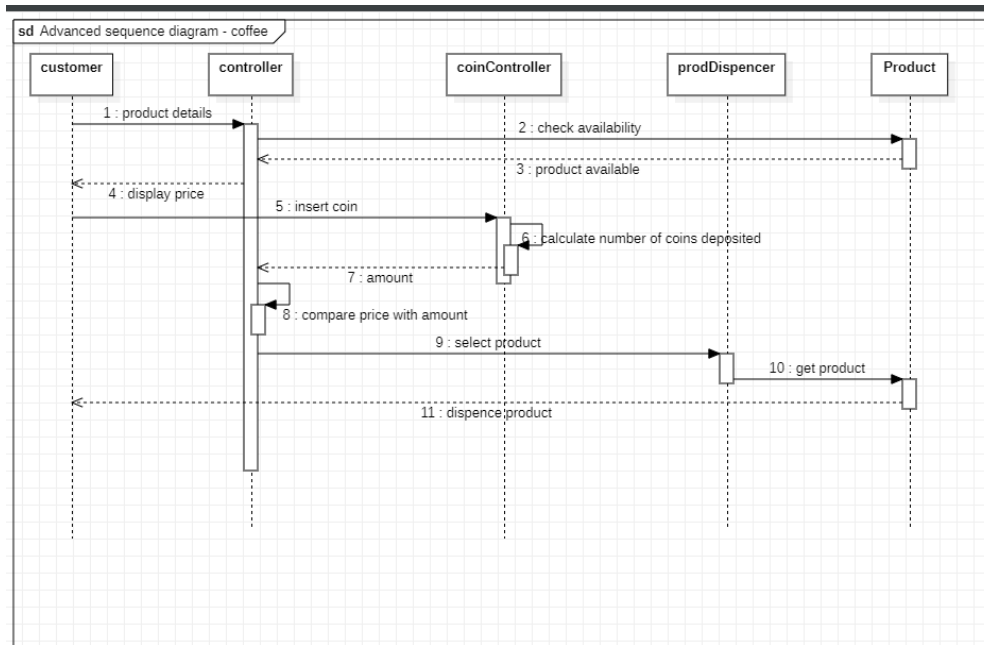 sd Advanced sequence diagram - coffee
customer
controller
coinController
prodDispencer
Product
1 : product details
2 : check availability
3 : product available
4 : display price
5 : insert coin
6 : calculate number of coins deposited
7 : amount
8 : compare price with amount
9 : select product
10 : get product
11 : dispence product